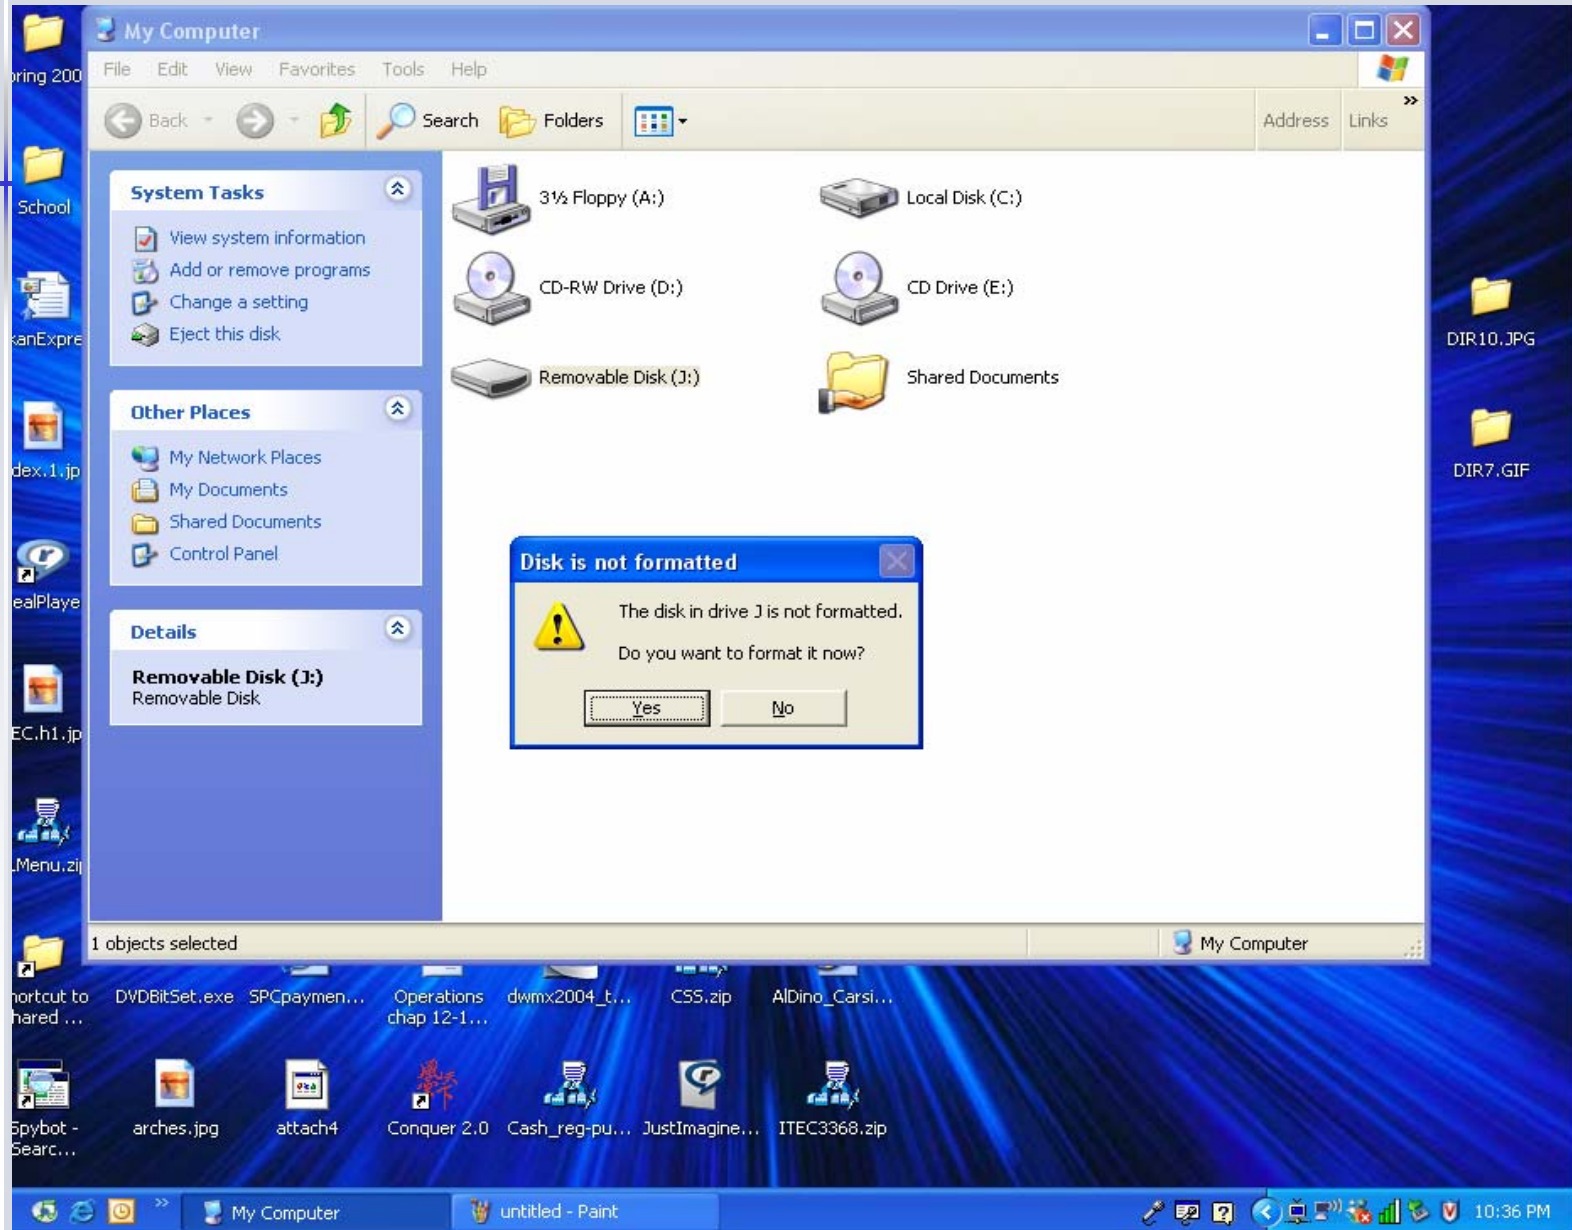 My Computer
File Edit View Favorites Tools Help
Back Search Folders Address Links »
System Tasks
View system information
Add or remove programs
Change a setting
Eject this disk
Other Places
My Network Places
My Documents
Shared Documents
Control Panel
Details
Removable Disk (J:)
Removable Disk
3½ Floppy (A:)
Local Disk (C:)
CD-RW Drive (D:)
CD Drive (E:)
Removable Disk (J:)
Shared Documents
Disk is not formatted
The disk in drive J is not formatted.
Do you want to format it now?
Yes No
1 objects selected
My Computer
pring 200
School
kanExpre
dex.1.jp
ealPlaye
EC.h1.jp
Menu.zip
DIR10.JPG
DIR7.GIF
hortcut to
hared ...
DVDBitSet.exe
SPCpaymen...
Operations
chap 12-1...
dwmx2004_t...
CSS.zip
AlDino_Carsi...
Spybot -
Searc...
arches.jpg
attach4
Conquer 2.0
Cash_reg-pu...
JustImagine...
ITEC3368.zip
» My Computer
untitled - Paint
10:36 PM